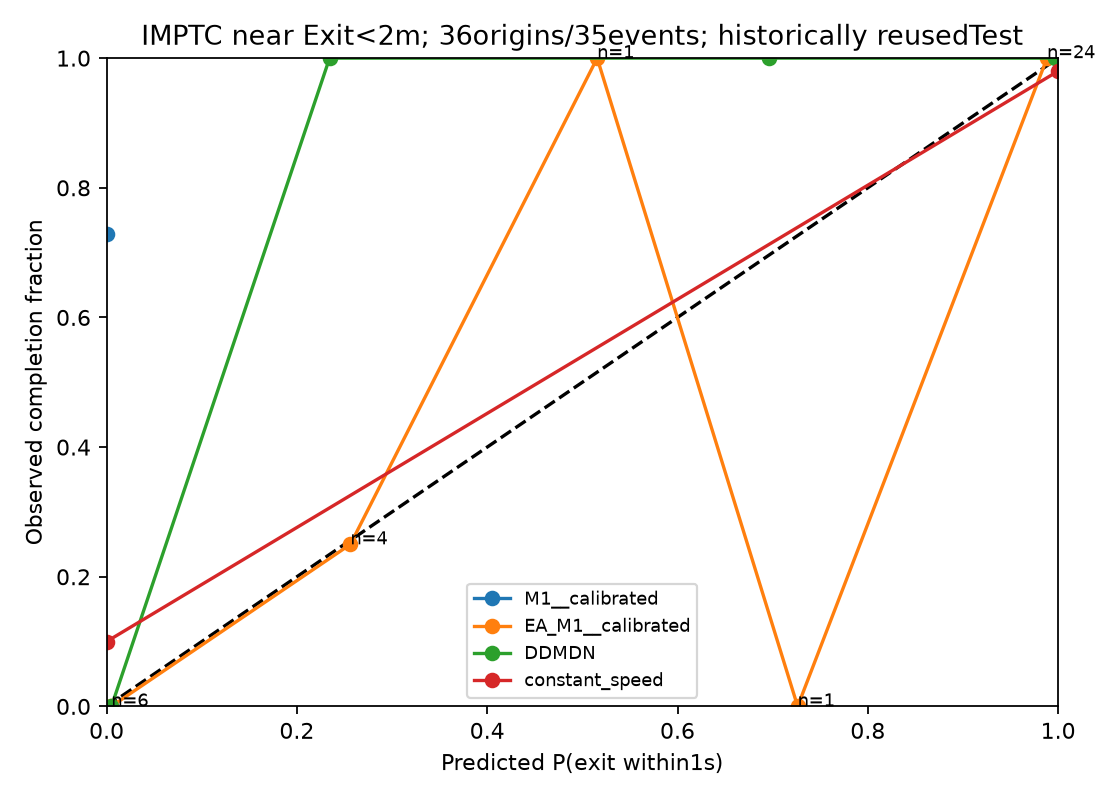 IMPTC near Exit<2m; 36origins/35events; historically reusedTest
n=1
n=24
1.0
0.8
Observed completion fraction
0.6
0.4
n=4
0.2
M1__calibrated
EA_M1__calibrated
DDMDN
constant_speed
n=6
n=1
0.0
0.0
0.2
0.4
0.6
0.8
1.0
Predicted P(exit within1s)